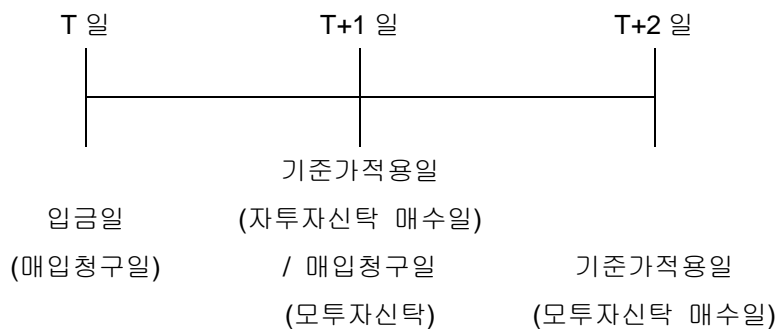 T 일 T+1 일 T+2 일
기준가적용일
입금일 (자투자신탁 매수일)
(매입청구일) / 매입청구일 기준가적용일
(모투자신탁) (모투자신탁 매수일)